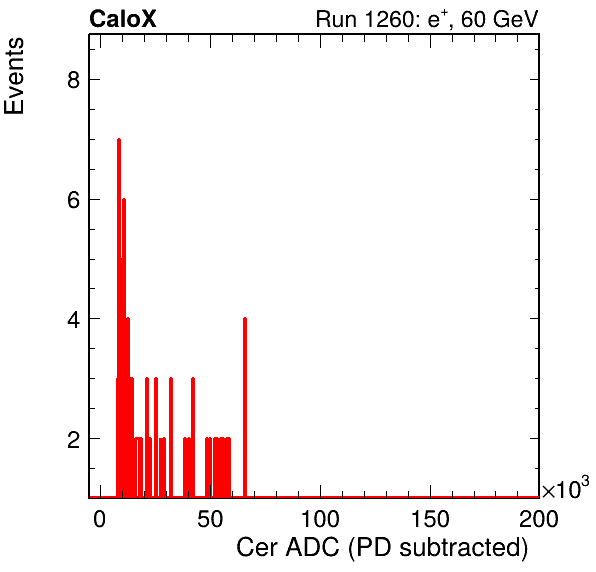 CaloX Run 1260: e⁺, 60 GeV
Events
8
6
4
2
×10³
0 50 100 150 200
Cer ADC (PD subtracted)